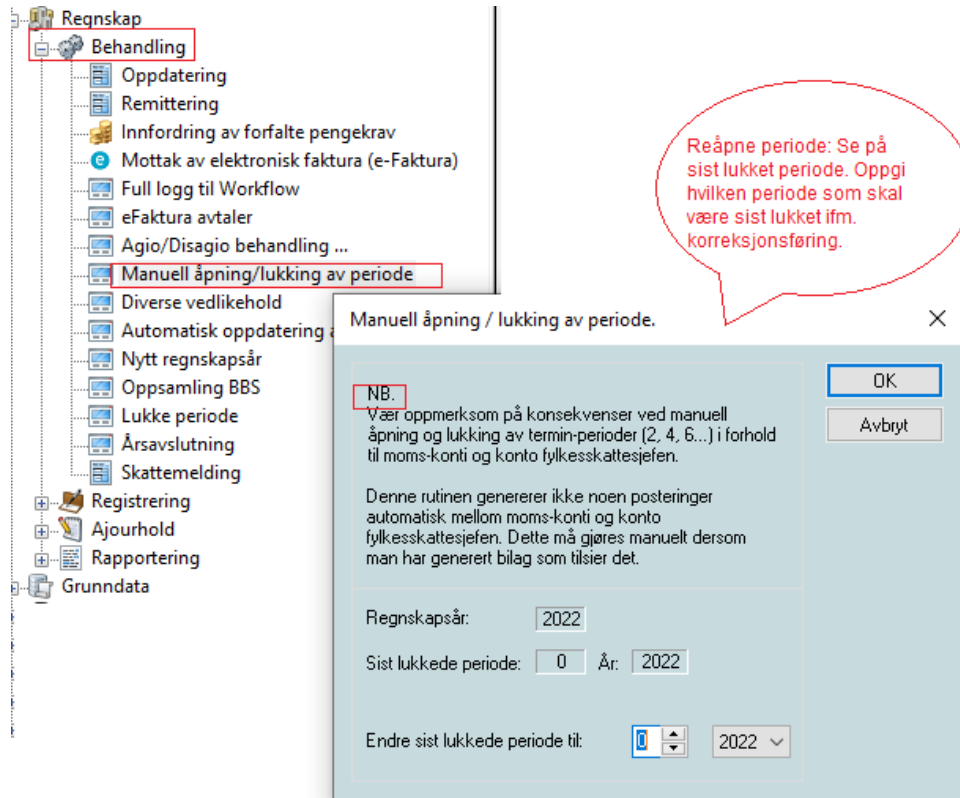 Regnskap
Behandling
Oppdatering
Remittering
Innfordring av forfalte pengekrav
Mottak av elektronisk faktura (e-Faktura)
Full logg til Workflow
eFaktura avtaler
Agio/Disagio behandling ...
Manuell åpning/lukking av periode
Diverse vedlikehold
Automatisk oppdatering
Nytt regnskapsår
Oppsamling BBS
Lukke periode
Årsavslutning
Skattemelding
Registrering
Ajourhold
Rapportering
Grunndata
Reåpne periode: Se på
sist lukket periode. Oppgi
hvilken periode som skal
være sist lukket ifm.
korreksjonsføring.
Manuell åpning / lukking av periode.
OK
Avbryt
NB.
Vær oppmerksom på konsekvenser ved manuell
åpning og lukking av termin-perioder (2, 4, 6...) i forhold
til moms-konti og konto fylkesskattesjefen.
Denne rutinen genererer ikke noen posteringer
automatisk mellom moms-konti og konto
fylkesskattesjefen. Dette må gjøres manuelt dersom
man har generert bilag som tilsier det.
Regnskapsår: 2022
Sist lukkede periode: 0 År: 2022
Endre sist lukkede periode til: 0 2022